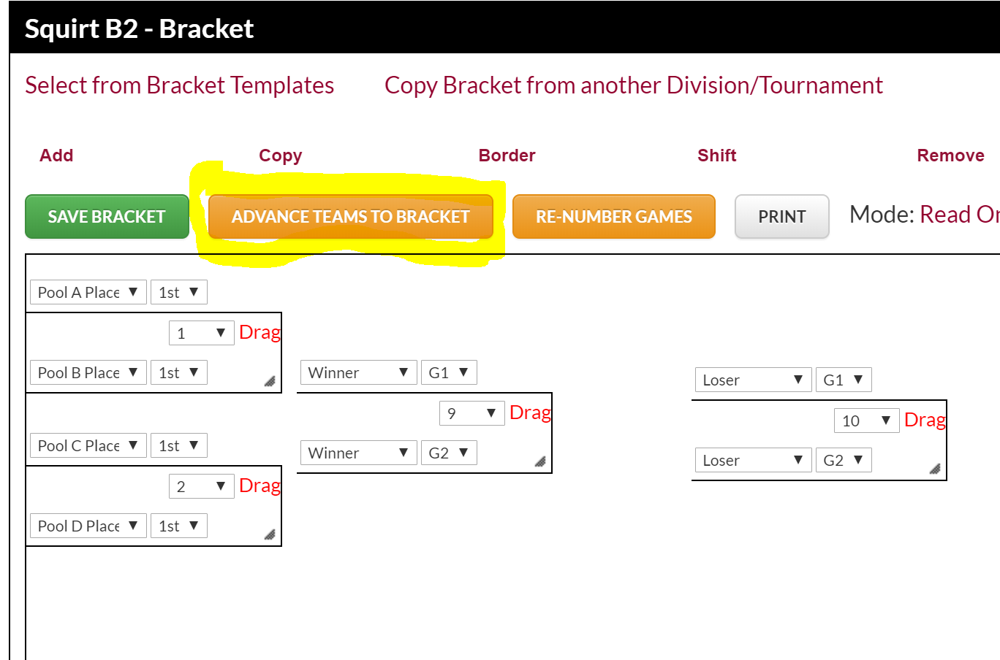 Squirt B2 - Bracket
Select from Bracket Templates Copy Bracket from another Division/Tournament
Add Copy Border Shift Remove
SAVE BRACKET ADVANCE TEAMS TO BRACKET RE-NUMBER GAMES PRINT Mode: Read
Pool A Place 1st
1 Drag
Pool B Place 1st
Winner G1
Loser G1
9 Drag
10 Drag
Pool C Place 1st
Winner G2
Loser G2
2 Drag
Pool D Place 1st